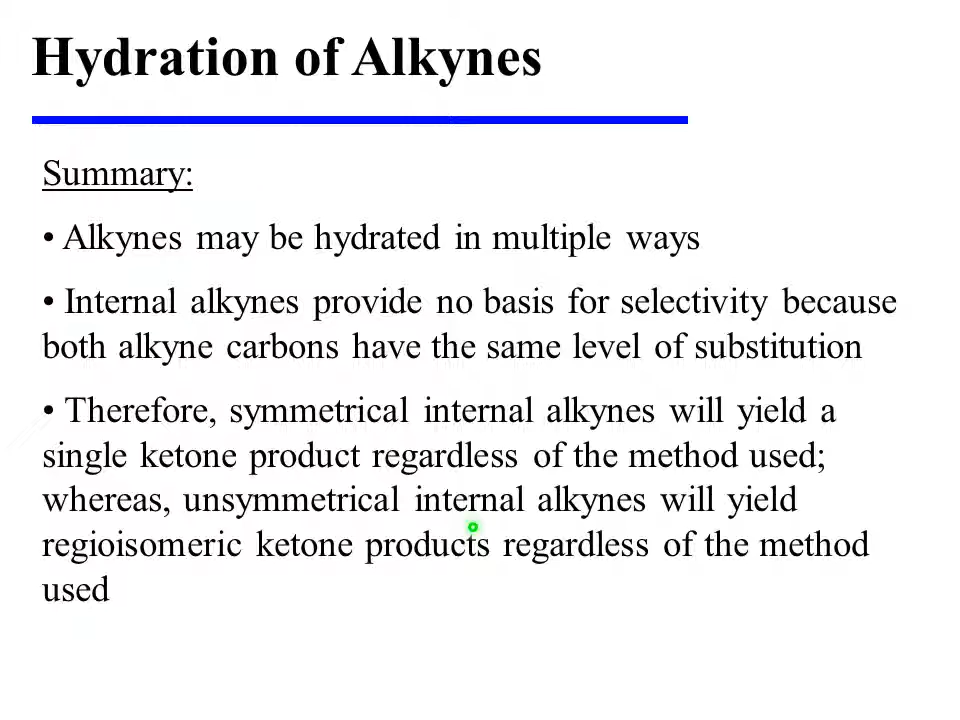 Hydration of Alkynes
Summary:
• Alkynes may be hydrated in multiple ways
• Internal alkynes provide no basis for selectivity because
both alkyne carbons have the same level of substitution
• Therefore, symmetrical internal alkynes will yield a
single ketone product regardless of the method used;
whereas, unsymmetrical internal alkynes will yield
regioisomeric ketone products regardless of the method
used